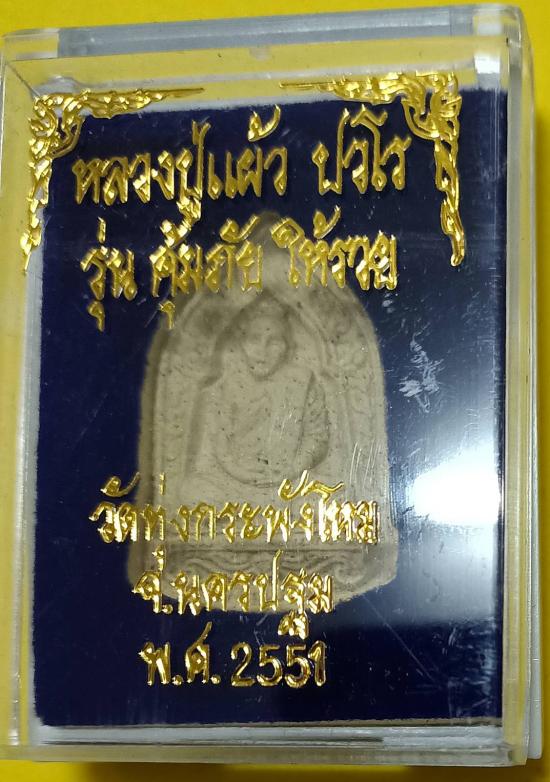 หลวงปู่แผ้ว ปวโร
รุ่น คุ้มภัย ให้รวย
วัดทุ่งกระพังโหม
จ.นครปฐม
พ.ศ. 2551